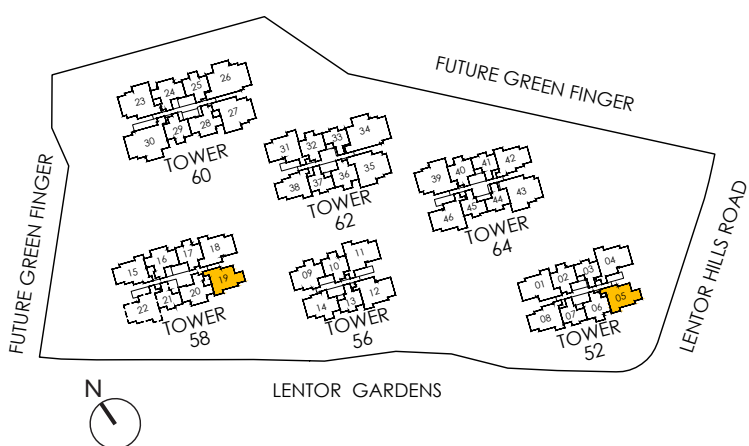 FUTURE GREEN FINGER
23 24 25 26
30 29 28 27
TOWER
60
31 32 33 34
38 37 36 35
TOWER
62
39 40 41 42
46 45 44 43
TOWER
64
FUTURE GREEN FINGER
15 16 17 18
22 21 20 19
TOWER
58
09 10 11
14 13 12
TOWER
56
01 02 03 04
08 07 06 05
TOWER
52
LENTOR HILLS ROAD
LENTOR GARDENS
N